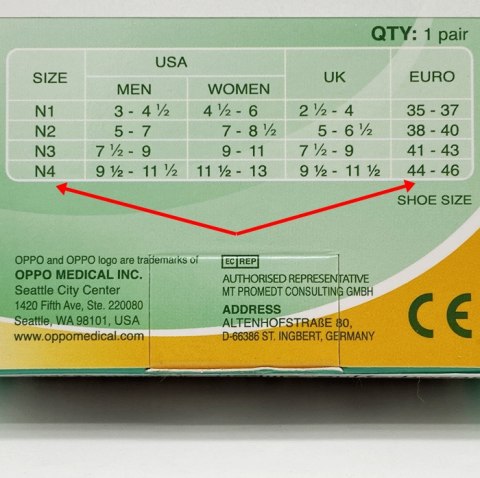 QTY: 1 pair
SIZE USA UK EURO
MEN WOMEN
N1 3 - 4 ½ 4 ½ - 6 2 ½ - 4 35 - 37
N2 5 - 7 7 - 8 ½ 5 - 6 ½ 38 - 40
N3 7 ½ - 9 9 - 11 7 ½ - 9 41 - 43
N4 9 ½ - 11 ½ 11 ½ - 13 9 ½ - 11 ½ 44 - 46
SHOE SIZE
OPPO and OPPO logo are trademarks of
OPPO MEDICAL INC.
Seattle City Center
1420 Fifth Ave, Ste. 220080
Seattle, WA 98101, USA
www.oppomedical.com
EC REP
AUTHORISED REPRESENTATIVE
MT PROMEDT CONSULTING GMBH
ADDRESS
ALTENHOFSTRAßE 80,
D-66386 ST. INGBERT, GERMANY
CE